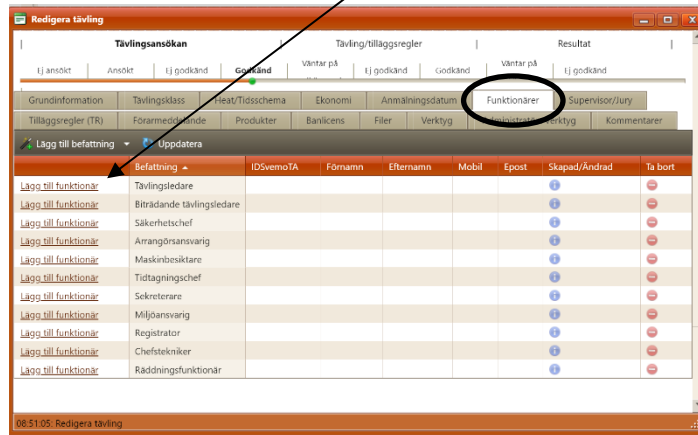 Redigera tävling
Tävlingsansökan Tävling/tilläggsregler Resultat
Ej ansökt Ansökt Ej godkänd Godkänd Väntar på Ej godkänd Godkänd Väntar på Ej godkänd
Grundinformation Tävlingsklass Heat/Tidsschema Ekonomi Anmälningsdatum Funktionärer Supervisor/Jury
Tilläggsregler (TR) Förarmeddelande Produkter Banlicens Filer Verktyg Administratör verktyg Kommentarer
Lägg till befattning Uppdatera
Befattning IDSvemoTA Förnamn Efternamn Mobil Epost Skapad/Ändrad Ta bort
Lägg till funktionär Tävlingsledare
Lägg till funktionär Biträdande tävlingsledare
Lägg till funktionär Säkerhetschef
Lägg till funktionär Arrangörsansvarig
Lägg till funktionär Maskinbesiktare
Lägg till funktionär Tidtagningschef
Lägg till funktionär Sekreterare
Lägg till funktionär Miljöansvarig
Lägg till funktionär Registrator
Lägg till funktionär Chefstekniker
Lägg till funktionär Räddningsfunktionär
08:51:05: Redigera tävling